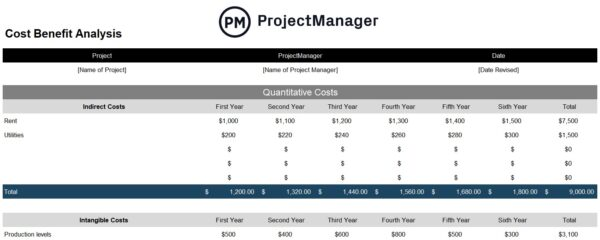 PM ProjectManager
Cost Benefit Analysis
Project ProjectManager Date
[Name of Project] [Name of Project Manager] [Date Revised]
Quantitative Costs
Indirect Costs First Year Second Year Third Year Fourth Year Fifth Year Sixth Year Total
Rent $1,000 $1,100 $1,200 $1,300 $1,400 $1,500 $7,500
Utilities $200 $220 $240 $260 $280 $300 $1,500
$ $ $ $ $ $0
$ $ $ $ $ $0
$ $ $ $ $ $0
Total $ 1,200.00 $ 1,320.00 $ 1,440.00 $ 1,560.00 $ 1,680.00 $ 1,800.00 $ 9,000.00
Intangible Costs First Year Second Year Third Year Fourth Year Fifth Year Sixth Year Total
Production levels $500 $400 $600 $800 $500 $300 $3,100